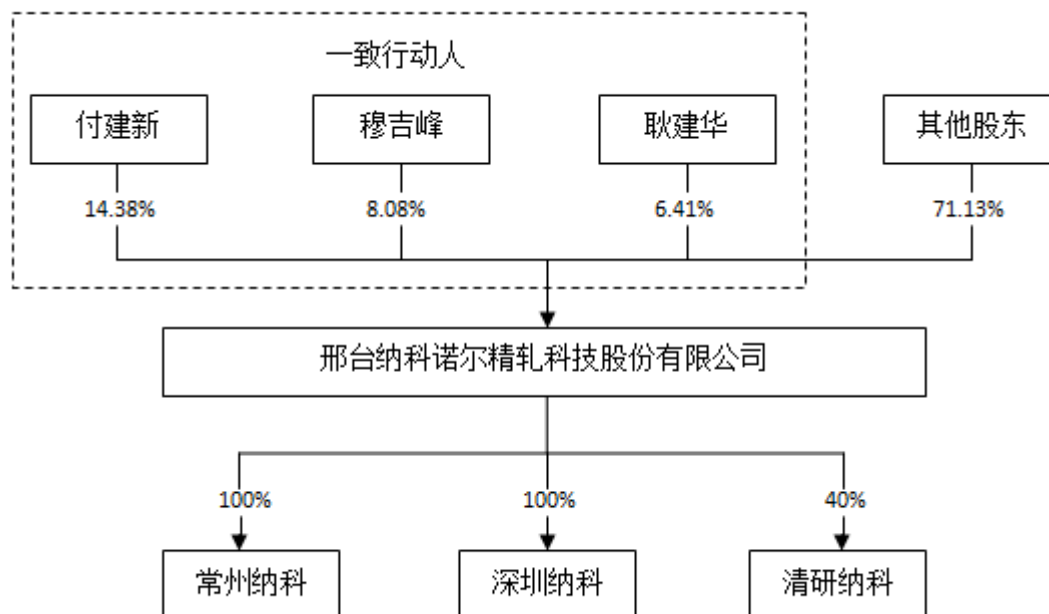 一致行动人
付建新
穆吉峰
耿建华
其他股东
14.38%
8.08%
6.41%
71.13%
邢台纳科诺尔精轧科技股份有限公司
100%
100%
40%
常州纳科
深圳纳科
清研纳科